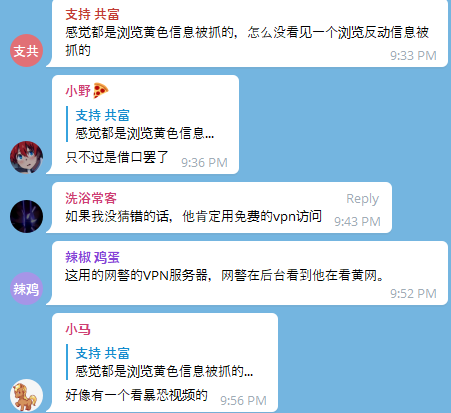 支持 共富
感觉都是浏览黄色信息被抓的，怎么没看见一个浏览反动信息被
抓的
支共
9:33 PM
小野🍕
支持 共富
感觉都是浏览黄色信息...
只不过是借口罢了
9:36 PM
洗浴常客
Reply
如果我没猜错的话，他肯定用免费的vpn访问
9:43 PM
辣椒 鸡蛋
这用的网警的VPN服务器，网警在后台看到他在看黄网。
辣鸡
9:52 PM
小马
支持 共富
感觉都是浏览黄色信息被抓的...
好像有一个看暴恐视频的
9:56 PM